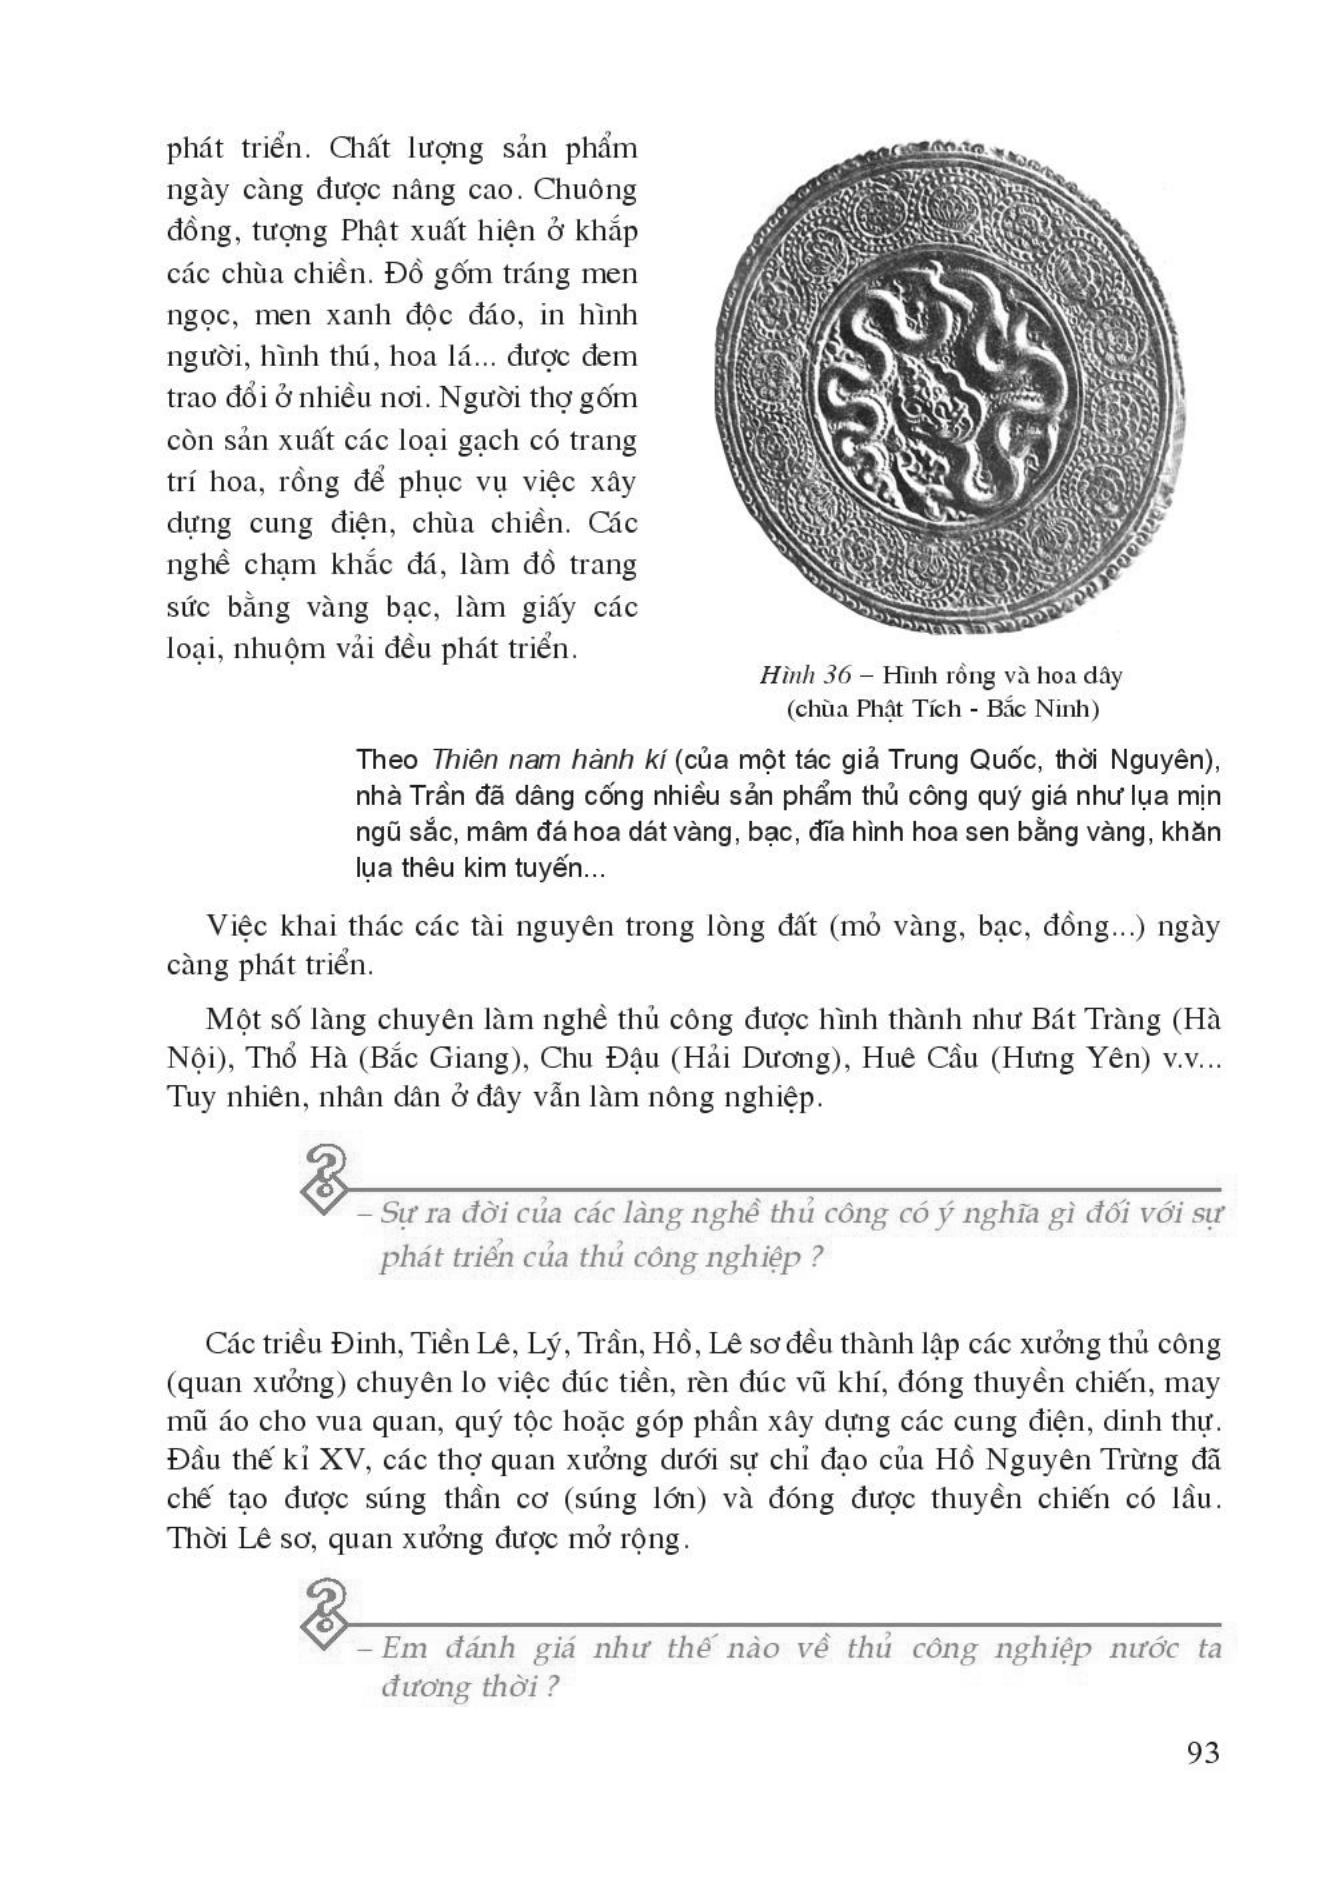 phát triển. Chất lượng sản phẩm
ngày càng được nâng cao. Chuông
đồng, tượng Phật xuất hiện ở khắp
các chùa chiền. Đồ gốm tráng men
ngọc, men xanh độc đáo, in hình
người, hình thú, hoa lá... được đem
trao đổi ở nhiều nơi. Người thợ gốm
còn sản xuất các loại gạch có trang
trí hoa, rồng để phục vụ việc xây
dựng cung điện, chùa chiền. Các
nghề chạm khắc đá, làm đồ trang
sức bằng vàng bạc, làm giấy các
loại, nhuộm vải đều phát triển.
Hình 36 – Hình rồng và hoa dây
(chùa Phật Tích - Bắc Ninh)
Theo Thiên nam hành kí (của một tác giả Trung Quốc, thời Nguyên),
nhà Trần đã dâng cống nhiều sản phẩm thủ công quý giá như lụa mịn
ngũ sắc, mâm đá hoa dát vàng, bạc, đĩa hình hoa sen bằng vàng, khăn
lụa thêu kim tuyến...
Việc khai thác các tài nguyên trong lòng đất (mỏ vàng, bạc, đồng...) ngày
càng phát triển.
Một số làng chuyên làm nghề thủ công được hình thành như Bát Tràng (Hà
Nội), Thổ Hà (Bắc Giang), Chu Đậu (Hải Dương), Huê Cầu (Hưng Yên) v.v...
Tuy nhiên, nhân dân ở đây vẫn làm nông nghiệp.
– Sự ra đời của các làng nghề thủ công có ý nghĩa gì đối với sự
phát triển của thủ công nghiệp ?
Các triều Đinh, Tiền Lê, Lý, Trần, Hồ, Lê sơ đều thành lập các xưởng thủ công
(quan xưởng) chuyên lo việc đúc tiền, rèn đúc vũ khí, đóng thuyền chiến, may
mũ áo cho vua quan, quý tộc hoặc góp phần xây dựng các cung điện, dinh thự.
Đầu thế kỉ XV, các thợ quan xưởng dưới sự chỉ đạo của Hồ Nguyên Trừng đã
chế tạo được súng thần cơ (súng lớn) và đóng được thuyền chiến có lầu.
Thời Lê sơ, quan xưởng được mở rộng.
– Em đánh giá như thế nào về thủ công nghiệp nước ta
đương thời ?
93